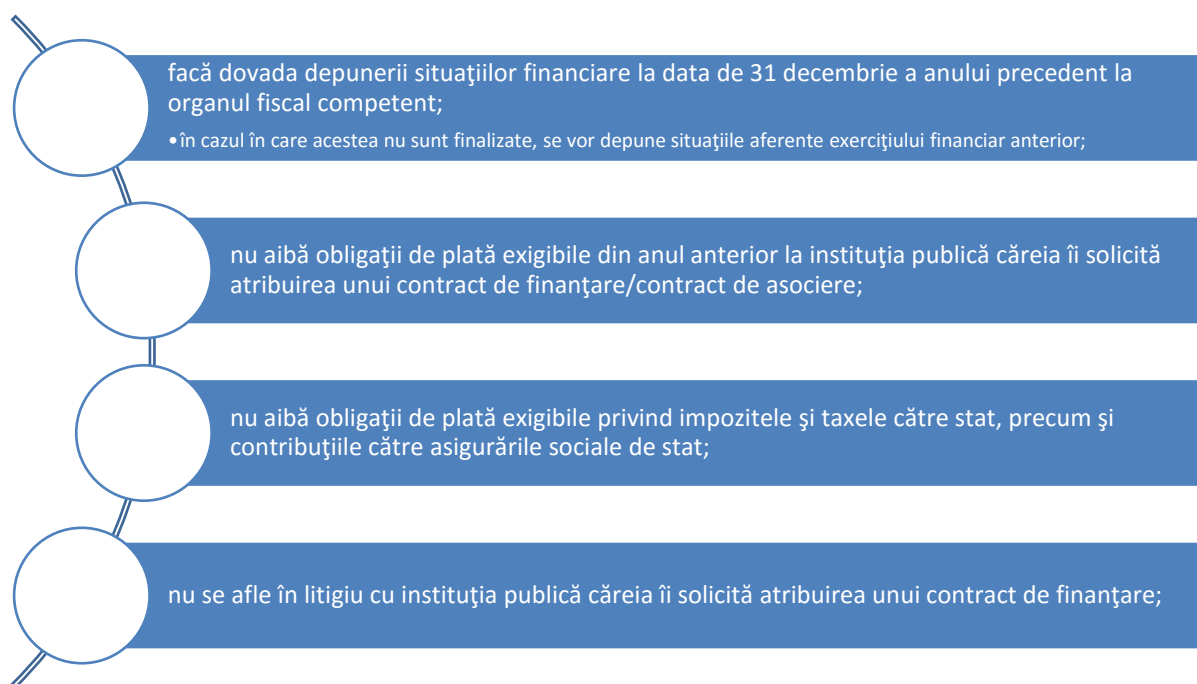 facă dovada depunerii situaţiilor financiare la data de 31 decembrie a anului precedent la
organul fiscal competent;
•în cazul în care acestea nu sunt finalizate, se vor depune situaţiile aferente exerciţiului financiar anterior;
nu aibă obligaţii de plată exigibile din anul anterior la instituţia publică căreia îi solicită
atribuirea unui contract de finanţare/contract de asociere;
nu aibă obligaţii de plată exigibile privind impozitele şi taxele către stat, precum şi
contribuţiile către asigurările sociale de stat;
nu se afle în litigiu cu instituţia publică căreia îi solicită atribuirea unui contract de finanţare;